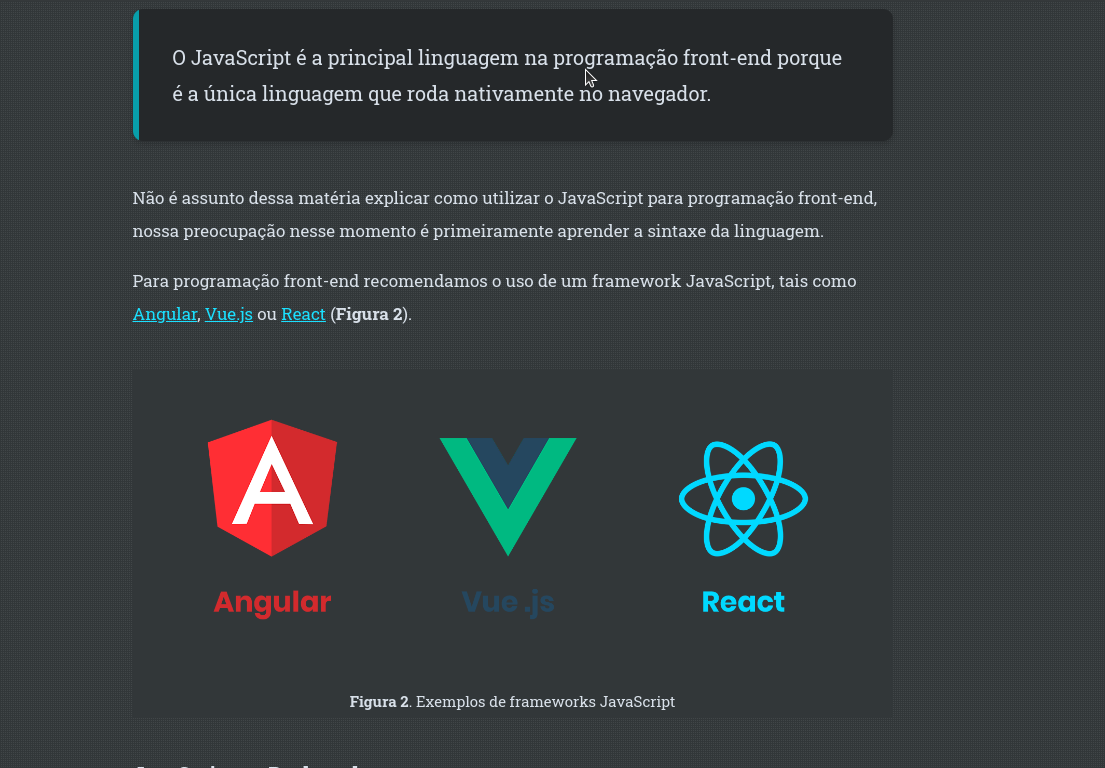 O JavaScript é a principal linguagem na programação front-end porque
é a única linguagem que roda nativamente no navegador.
Não é assunto dessa matéria explicar como utilizar o JavaScript para programação front-end,
nossa preocupação nesse momento é primeiramente aprender a sintaxe da linguagem.
Para programação front-end recomendamos o uso de um framework JavaScript, tais como
Angular, Vue.js ou React (Figura 2).
Angular Vue .js React
Figura 2. Exemplos de frameworks JavaScript